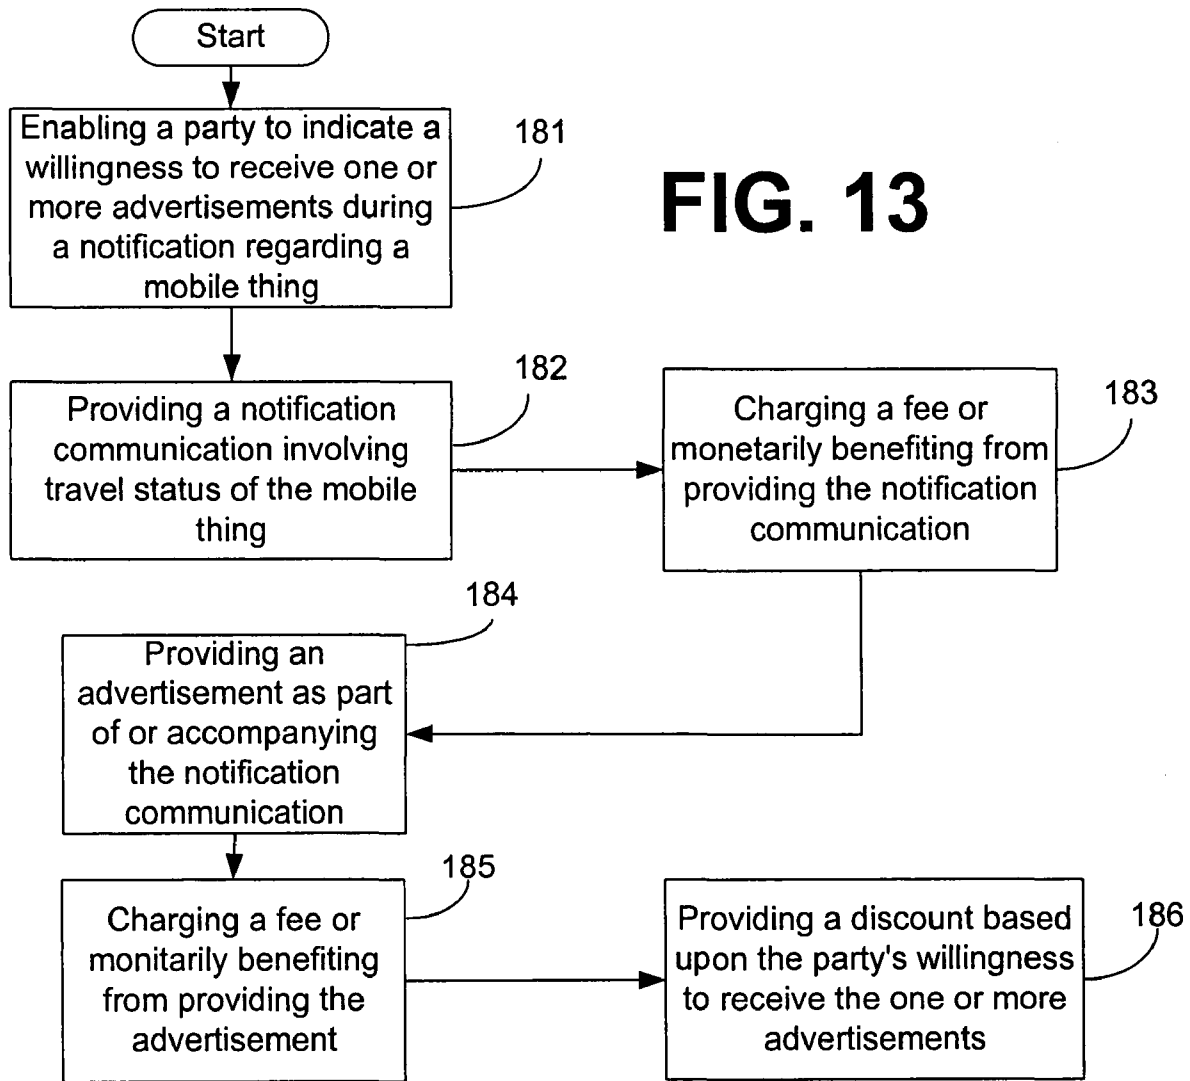 Start
Enabling a party to indicate a
willingness to receive one or
more advertisements during
a notification regarding a
mobile thing
181
FIG. 13
Providing a notification
communication involving
travel status of the mobile
thing
182
Charging a fee or
monetarily benefiting from
providing the notification
communication
183
Providing an
advertisement as part
of or accompanying
the notification
communication
184
Charging a fee or
monitarily benefiting
from providing the
advertisement
185
Providing a discount based
upon the party's willingness
to receive the one or more
advertisements
186